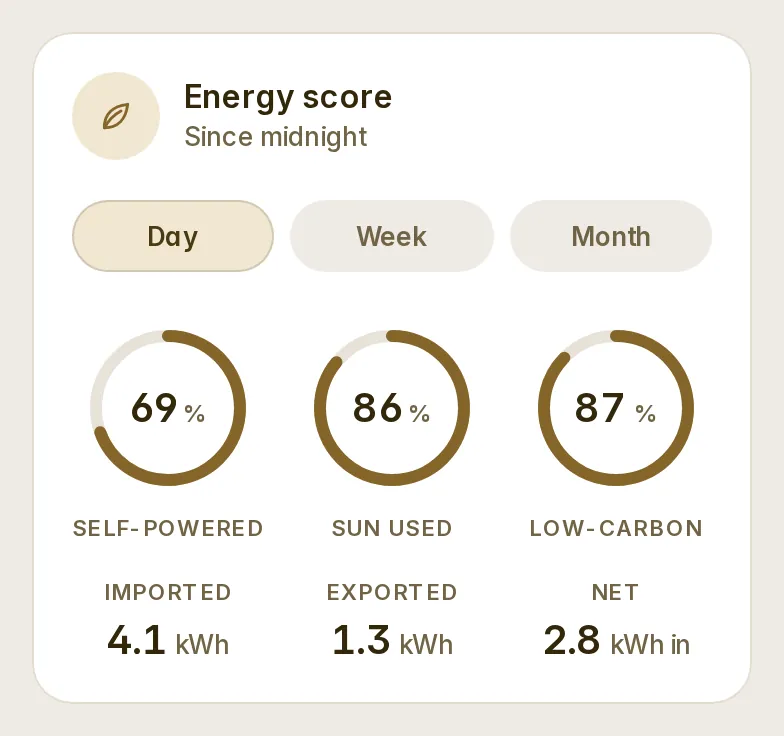 Energy score
Since midnight
Day Week Month
69 % 86 % 87 %
SELF-POWERED SUN USED LOW-CARBON
IMPORTED EXPORTED NET
4.1 kWh 1.3 kWh 2.8 kWh in